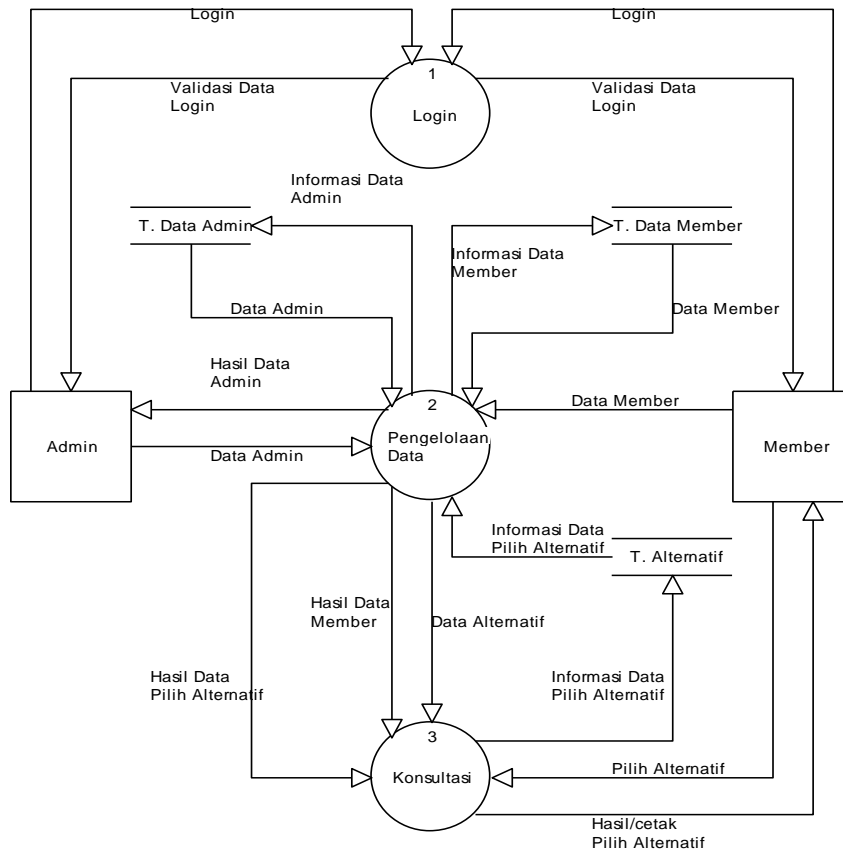 Login
Login
1
Login
Validasi Data
Login
Validasi Data
Login
Informasi Data
Admin
T. Data Admin
T. Data Member
Informasi Data
Member
Data Admin
Data Member
Hasil Data
Admin
2
Pengelolaan
Data
Data Member
Admin
Data Admin
Member
Informasi Data
Pilih Alternatif
T. Alternatif
Hasil Data
Member
Data Alternatif
Hasil Data
Pilih Alternatif
Informasi Data
Pilih Alternatif
3
Konsultasi
Pilih Alternatif
Hasil/cetak
Pilih Alternatif